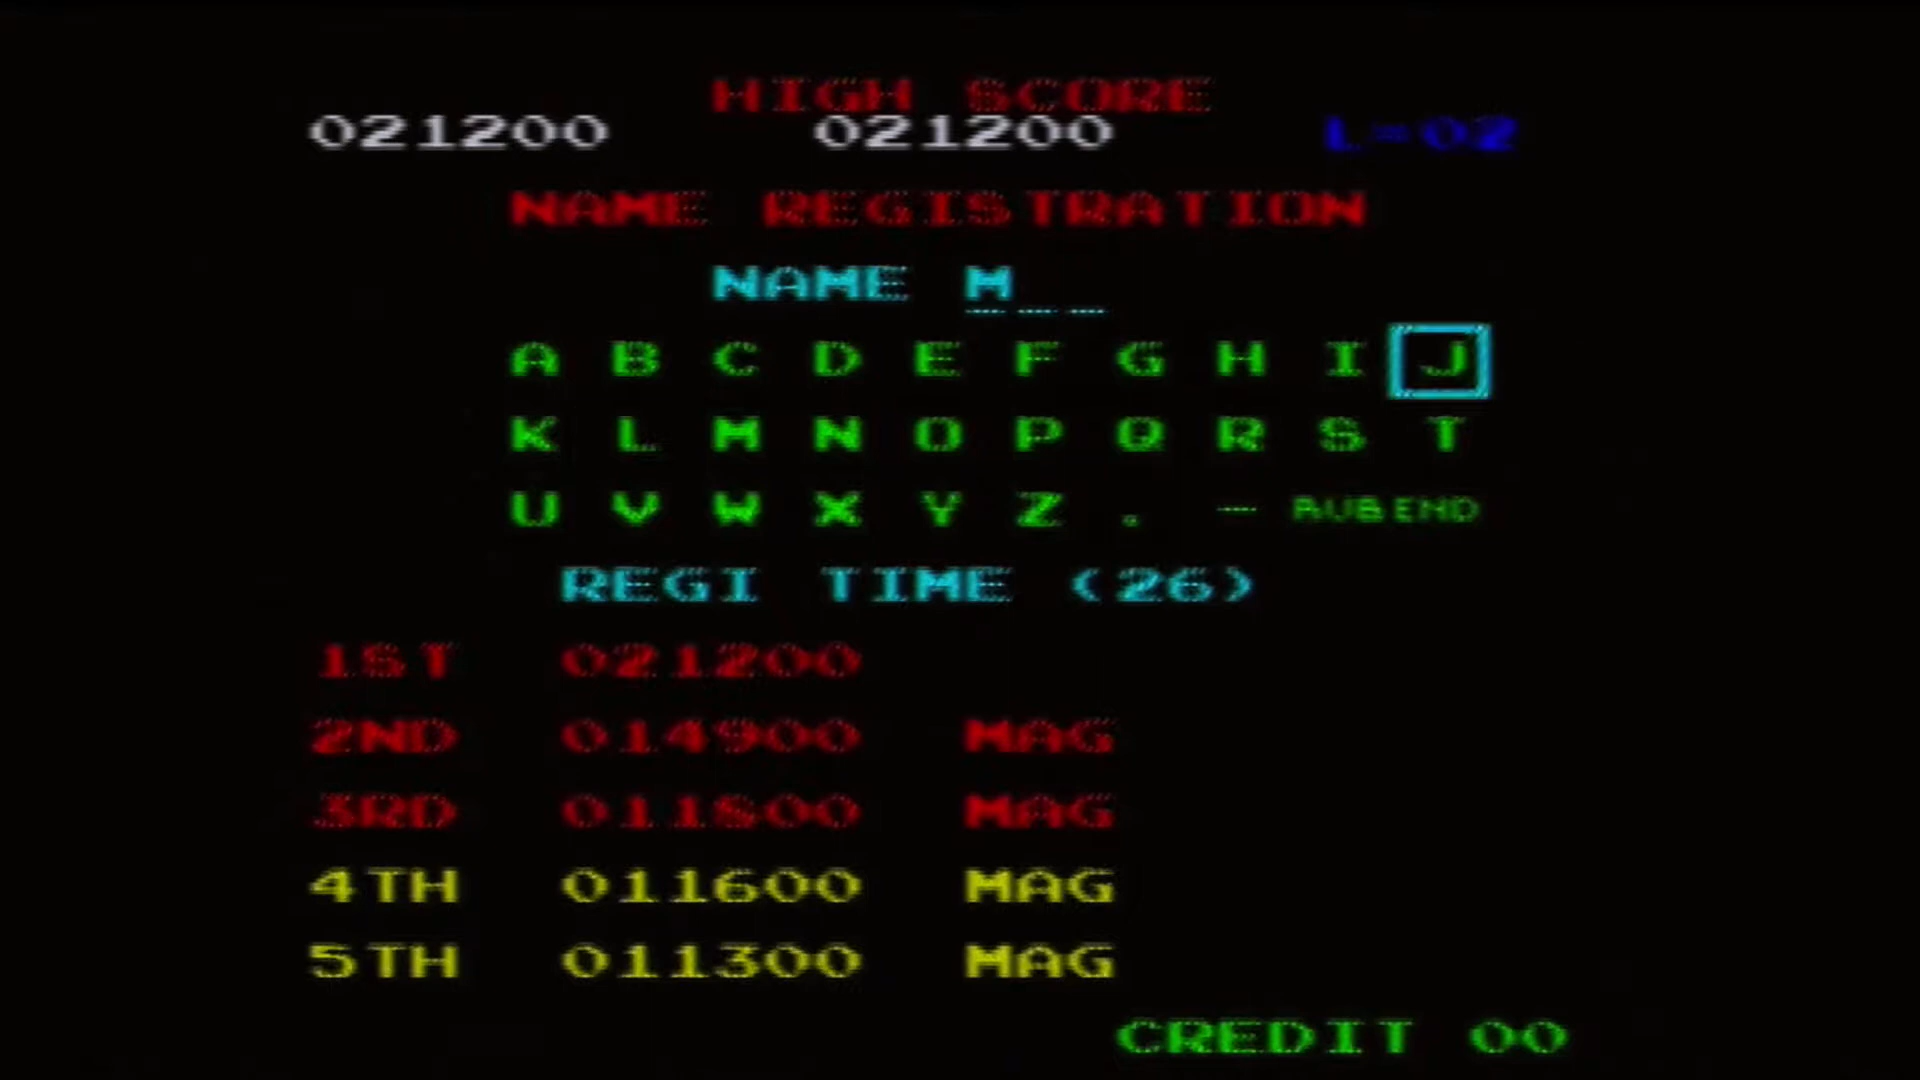 HIGH SCORE
021200 021200 L=02
NAME REGISTRATION
NAME M__
A B C D E F G H I J
K L M N O P Q R S T
U V W X Y Z . - RUB END
REGI TIME (26)
1ST 021200
2ND 014900 MAG
3RD 011800 MAG
4TH 011600 MAG
5TH 011300 MAG
CREDIT 00